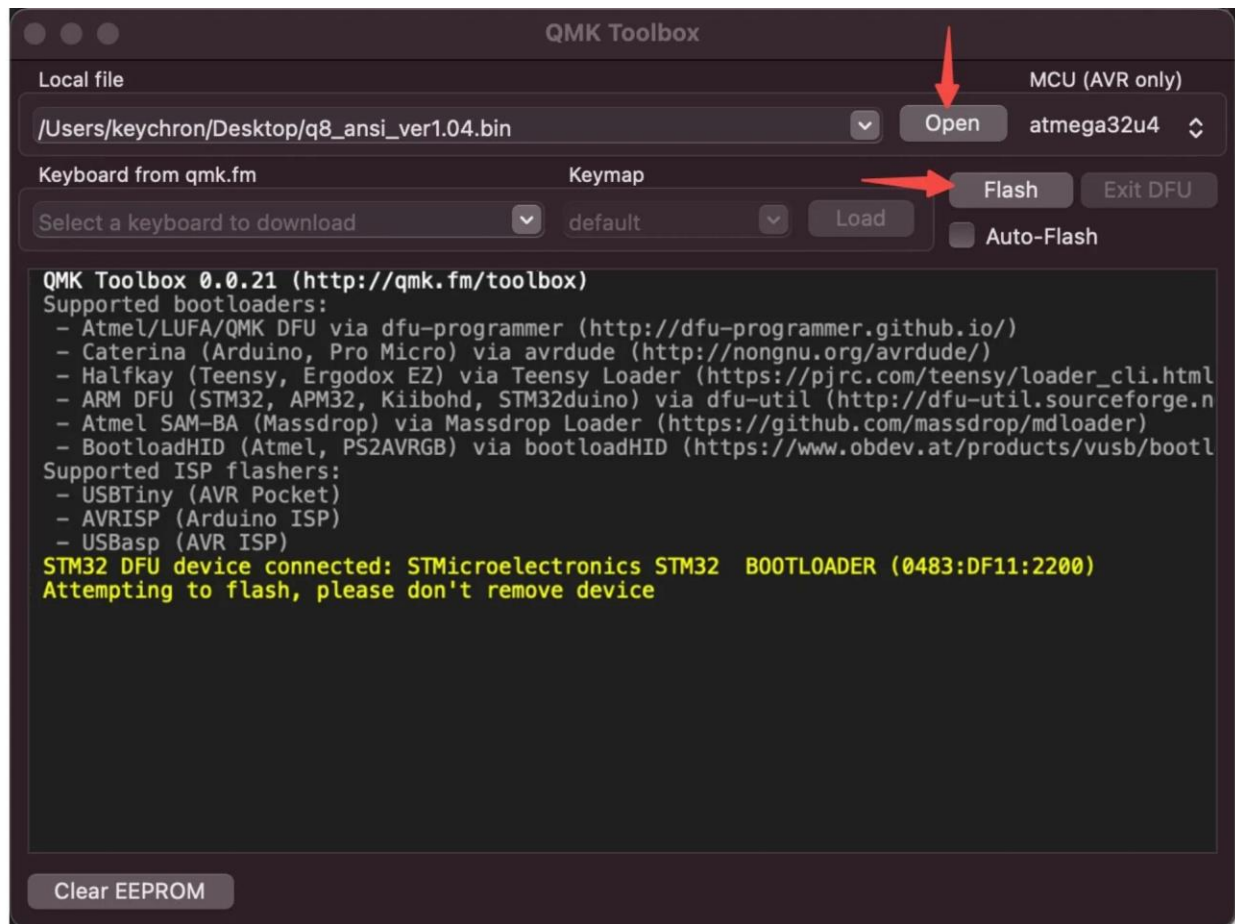 QMK Toolbox
Local file
MCU (AVR only)
/Users/keychron/Desktop/q8_ansi_ver1.04.bin
Open
atmega32u4
Keyboard from qmk.fm
Keymap
Flash
Exit DFU
Select a keyboard to download
default
Load
Auto-Flash
QMK Toolbox 0.0.21 (http://qmk.fm/toolbox)
Supported bootloaders:
– Atmel/LUFA/QMK DFU via dfu-programmer (http://dfu-programmer.github.io/)
– Caterina (Arduino, Pro Micro) via avrdude (http://nongnu.org/avrdude/)
– Halfkay (Teensy, Ergodox EZ) via Teensy Loader (https://pjrc.com/teensy/loader_cli.html
– ARM DFU (STM32, APM32, Kiibohd, STM32duino) via dfu-util (http://dfu-util.sourceforge.n
– Atmel SAM-BA (Massdrop) via Massdrop Loader (https://github.com/massdrop/mdloader)
– BootloadHID (Atmel, PS2AVRGB) via bootloadHID (https://www.obdev.at/products/vusb/bootl
Supported ISP flashers:
– USBTiny (AVR Pocket)
– AVRISP (Arduino ISP)
– USBasp (AVR ISP)
STM32 DFU device connected: STMicroelectronics STM32  BOOTLOADER (0483:DF11:2200)
Attempting to flash, please don't remove device
Clear EEPROM